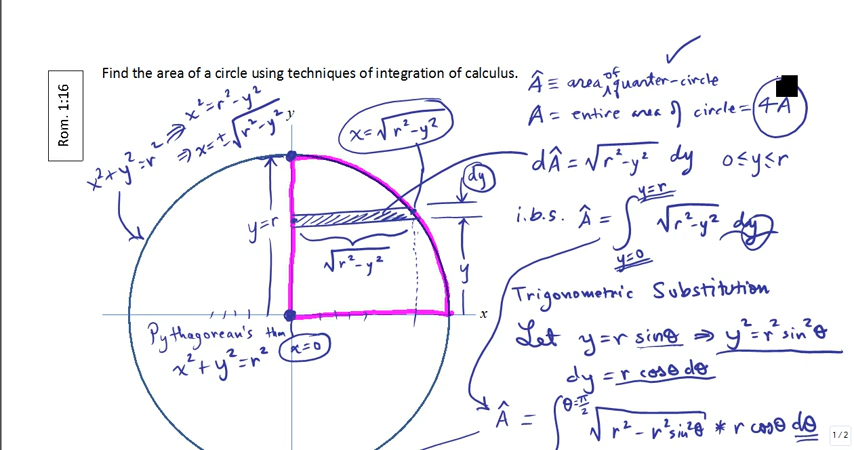 Rom. 1:16
Find the area of a circle using techniques of integration of calculus.
Â ≡ area of quarter-circle
A = entire area of circle = 4Â
x² + y² = r² ⇒ x² = r² - y²
⇒ x = ±√(r² - y²)
y
x = √(r² - y²)
dÂ = √(r² - y²) dy 0 ≤ y ≤ r
dy
y = r
√(r² - y²)
y
x
i.b.s. Â = ∫_{y=0}^{y=r} √(r² - y²) dy
Trigonometric Substitution
Let y = r sinθ ⇒ y² = r² sin²θ
dy = r cosθ dθ
Pythagorean's thm
x² + y² = r²
x = 0
Â = ∫^{θ=π/2} √(r² - r² sin²θ) * r cosθ dθ
1 / 2